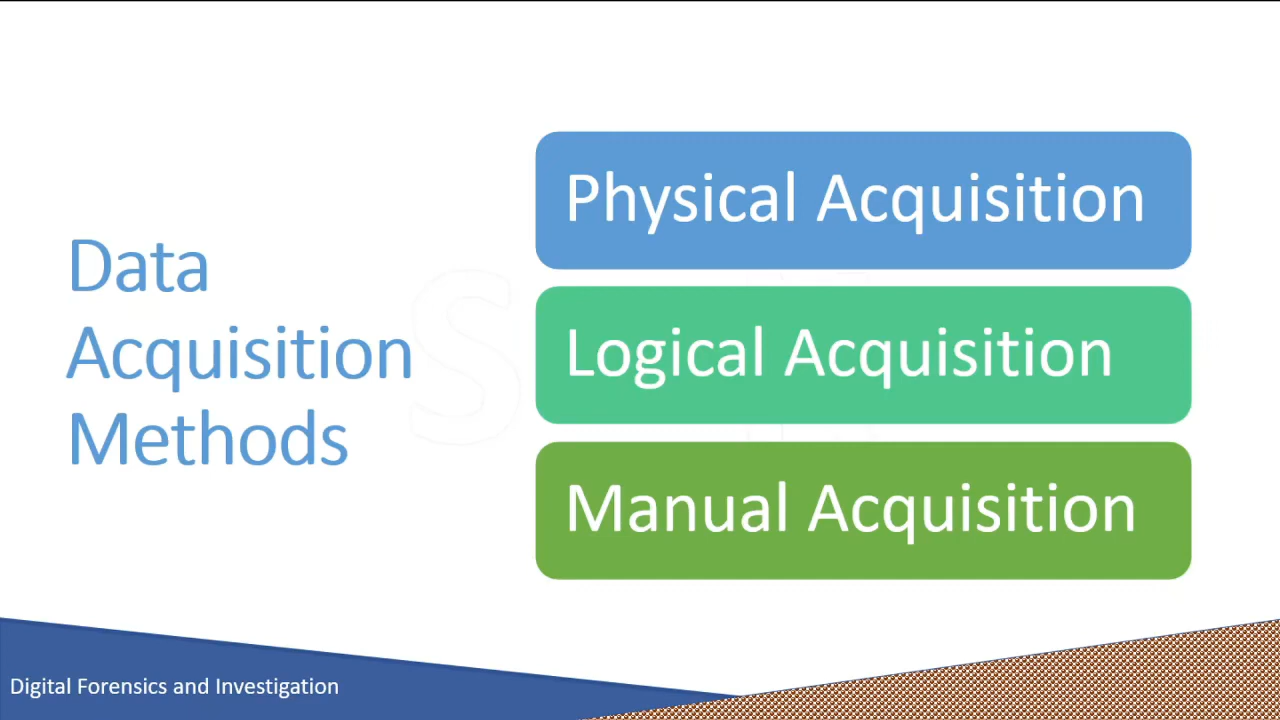 Data
Acquisition
Methods
Physical Acquisition
Logical Acquisition
Manual Acquisition
Digital Forensics and Investigation